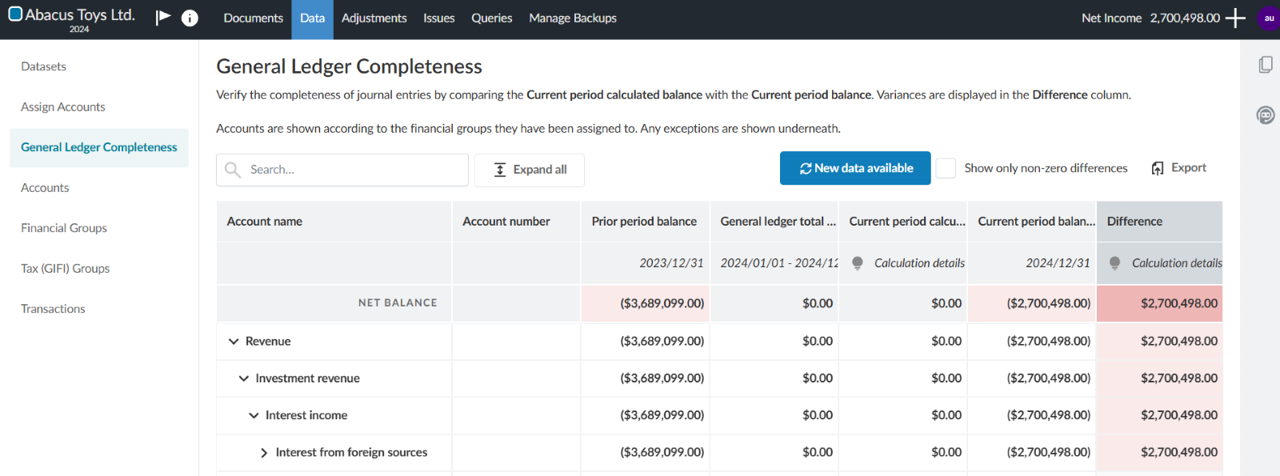 Abacus Toys Ltd.
2024
Documents Data Adjustments Issues Queries Manage Backups
Net Income 2,700,498.00
au
Datasets
Assign Accounts
General Ledger Completeness
Accounts
Financial Groups
Tax (GIFI) Groups
Transactions
General Ledger Completeness
Verify the completeness of journal entries by comparing the Current period calculated balance with the Current period balance. Variances are displayed in the Difference column.
Accounts are shown according to the financial groups they have been assigned to. Any exceptions are shown underneath.
Search... Expand all New data available Show only non-zero differences Export
Account name Account number Prior period balance General ledger total ... Current period calcu... Current period balan... Difference
2023/12/31 2024/01/01 - 2024/12 Calculation details 2024/12/31 Calculation details
NET BALANCE ($3,689,099.00) $0.00 $0.00 ($2,700,498.00) $2,700,498.00
Revenue ($3,689,099.00) $0.00 $0.00 ($2,700,498.00) $2,700,498.00
Investment revenue ($3,689,099.00) $0.00 $0.00 ($2,700,498.00) $2,700,498.00
Interest income ($3,689,099.00) $0.00 $0.00 ($2,700,498.00) $2,700,498.00
Interest from foreign sources ($3,689,099.00) $0.00 $0.00 ($2,700,498.00) $2,700,498.00